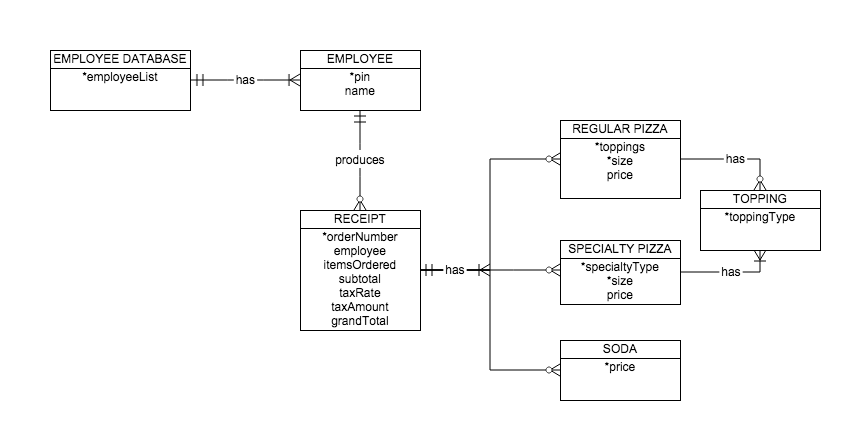 EMPLOYEE DATABASE
*employeeList
has
EMPLOYEE
*pin
name
produces
RECEIPT
*orderNumber
employee
itemsOrdered
subtotal
taxRate
taxAmount
grandTotal
has
REGULAR PIZZA
*toppings
*size
price
has
TOPPING
*toppingType
SPECIALTY PIZZA
*specialtyType
*size
price
has
SODA
*price